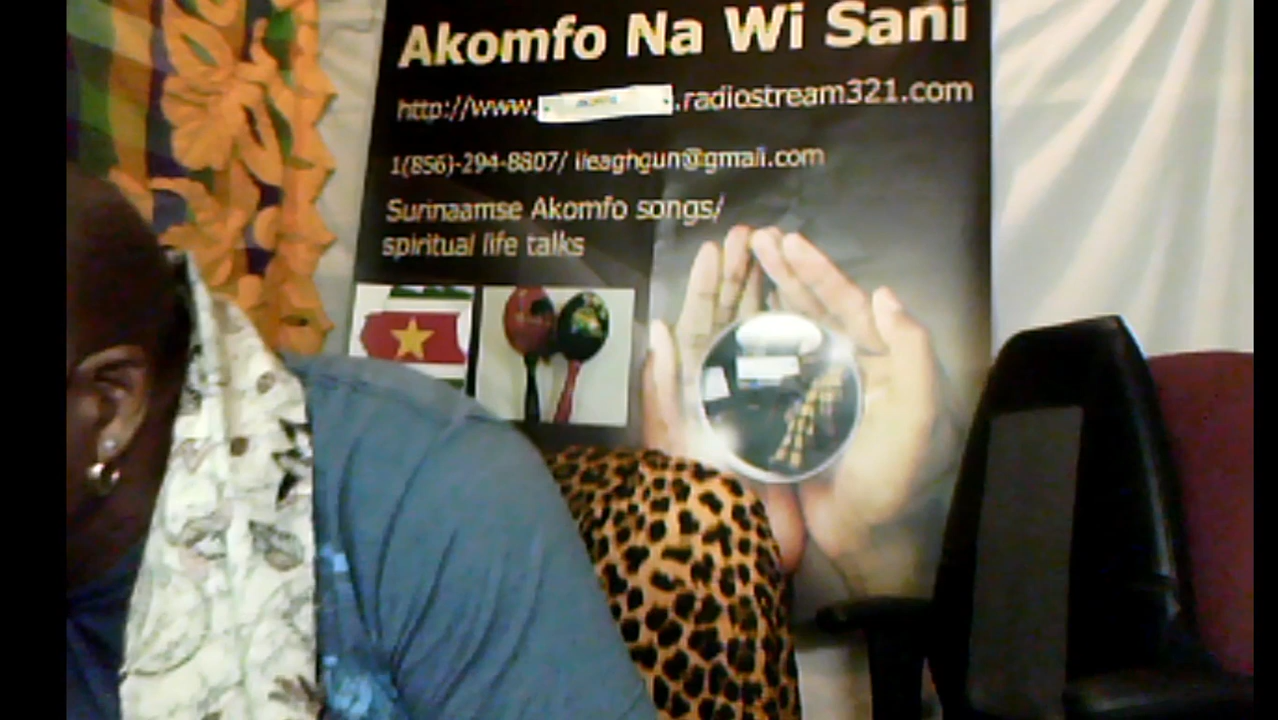 Akomfo Na Wi Sani
http://www. .radiostream321.com
1(856)-294-8807/ ileaghgun@gmail.com
Surinaamse Akomfo songs/
spiritual life talks